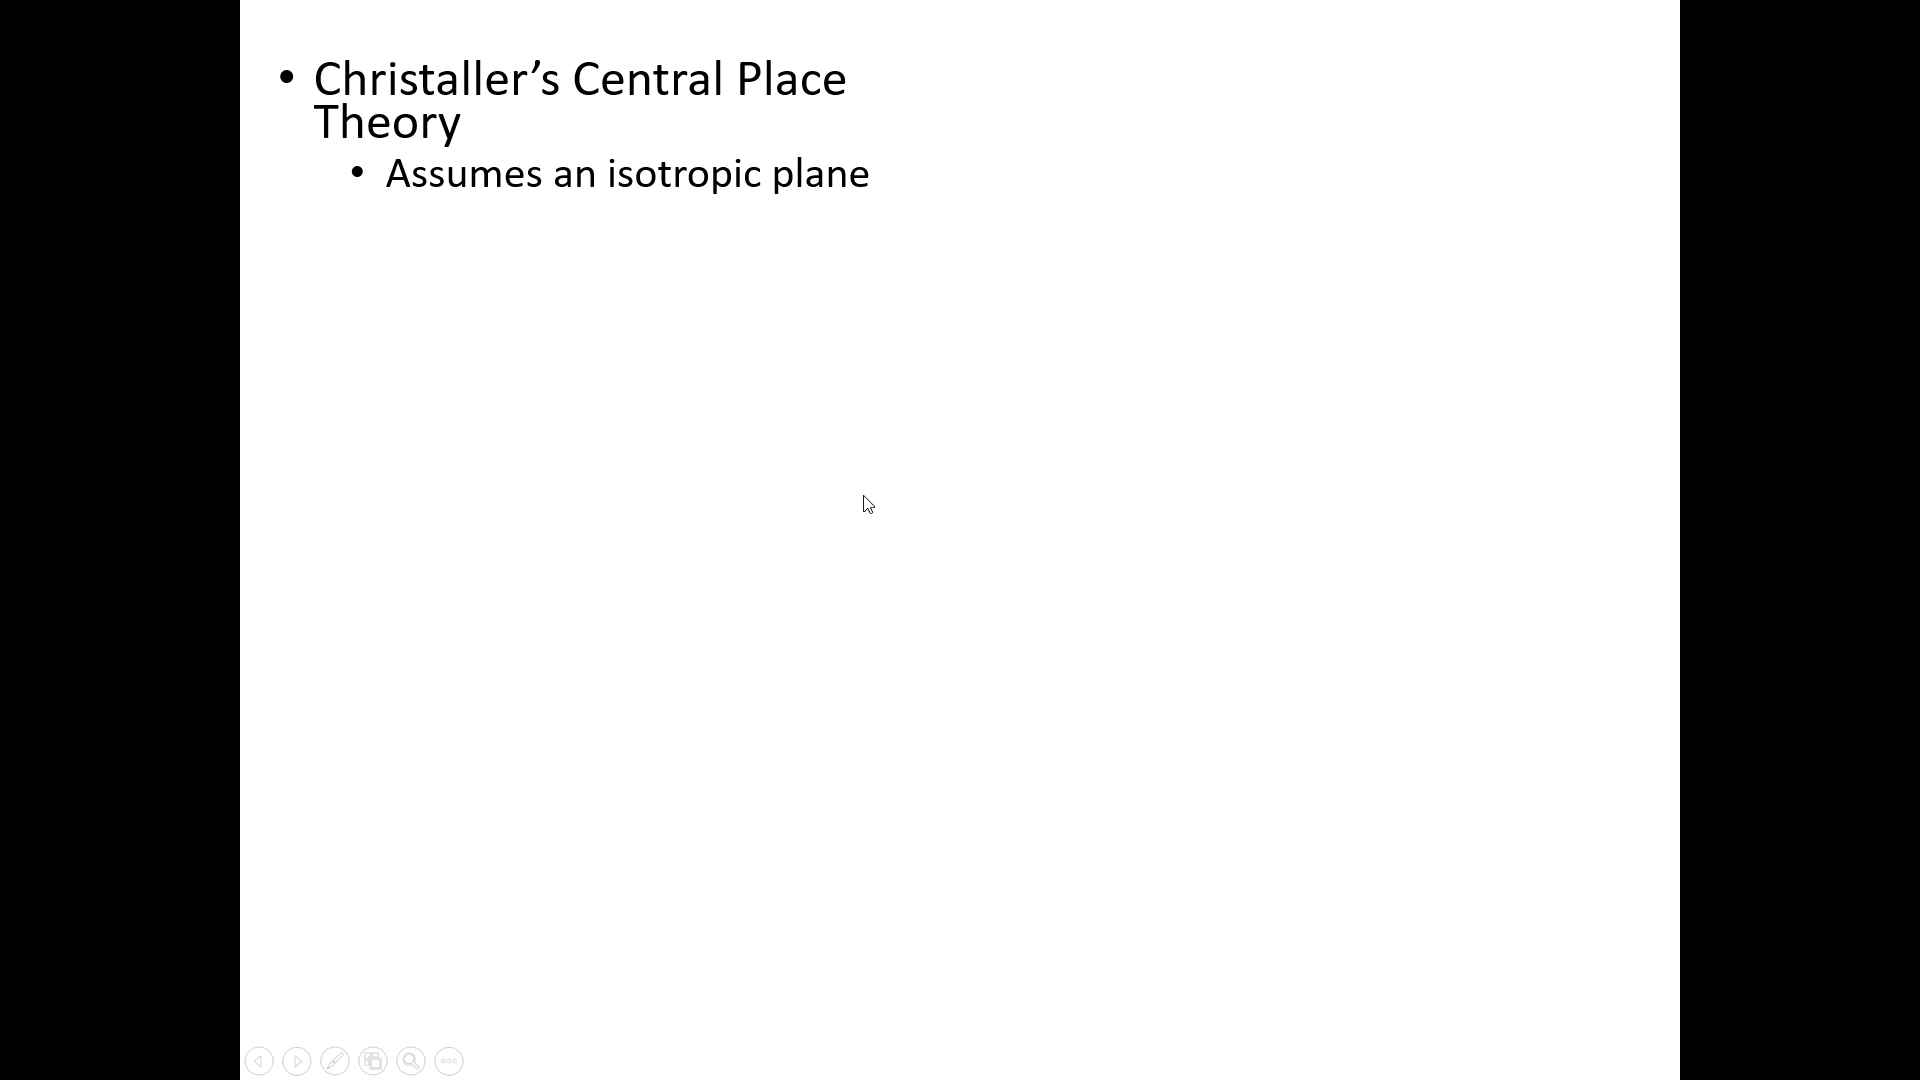 • Christaller’s Central Place
Theory
• Assumes an isotropic plane